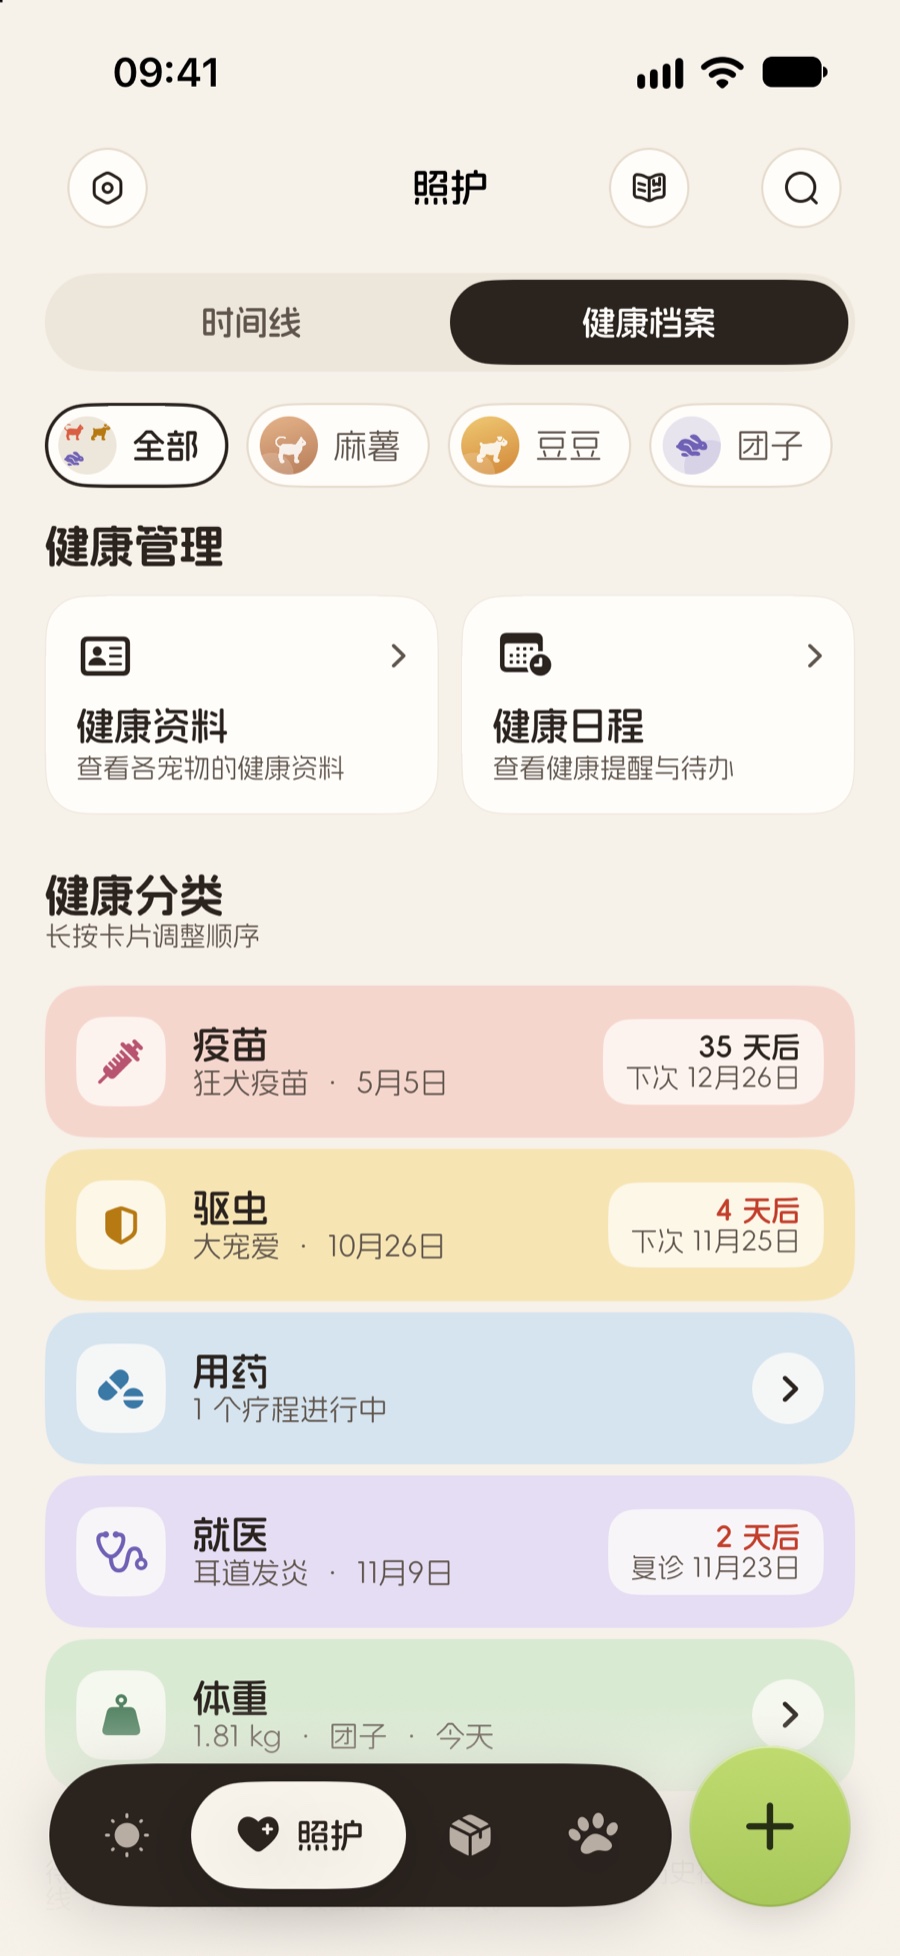 09:41
照护
时间线
健康档案
全部
麻薯
豆豆
团子
健康管理
健康资料
查看各宠物的健康资料
健康日程
查看健康提醒与待办
健康分类
长按卡片调整顺序
疫苗
狂犬疫苗 · 5月5日
35 天后
下次 12月26日
驱虫
大宠爱 · 10月26日
4 天后
下次 11月25日
用药
1 个疗程进行中
就医
耳道发炎 · 11月9日
2 天后
复诊 11月23日
体重
1.81 kg · 团子 · 今天
照护